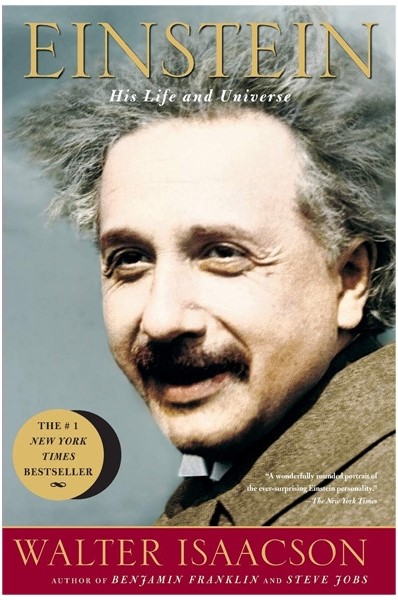 EINSTEIN
His Life and Universe
THE #1
NEW YORK
TIMES
BESTSELLER
“A wonderfully rounded portrait of
the ever-surprising Einstein personality.”
—The New York Times
WALTER ISAACSON
AUTHOR OF BENJAMIN FRANKLIN AND STEVE JOBS